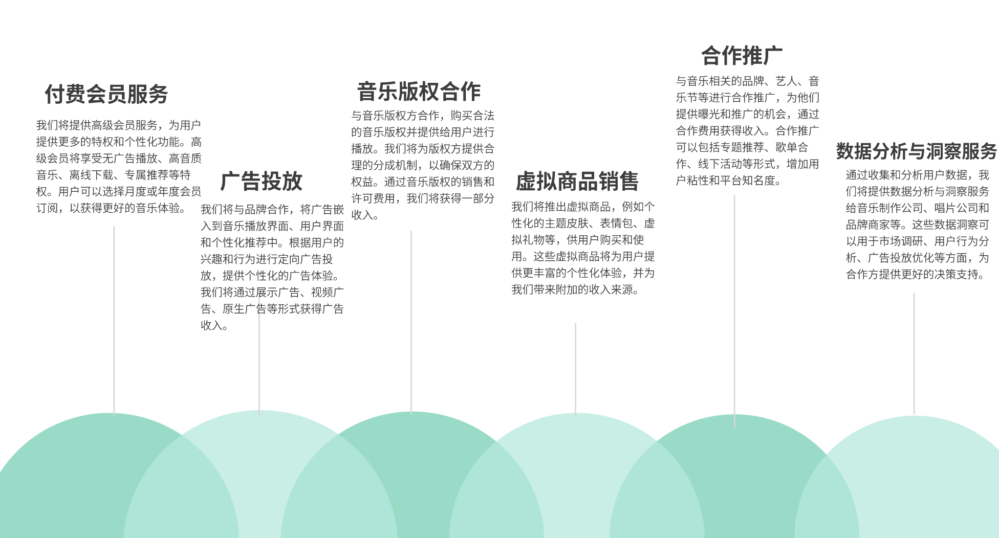 付费会员服务
我们将提供高级会员服务，为用户
提供更多的特权和个性化功能。高
级会员将享受无广告播放、高音质
音乐、离线下载、专属推荐等特
权。用户可以选择月度或年度会员
订阅，以获得更好的音乐体验。
广告投放
我们将与品牌合作，将广告嵌
入到音乐播放界面、用户界面
和个性化推荐中。根据用户的
兴趣和行为进行定向广告投
放，提供个性化的广告体验。
我们将通过展示广告、视频广
告、原生广告等形式获得广告
收入。
音乐版权合作
与音乐版权方合作，购买合法
的音乐版权并提供给用户进行
播放。我们将为版权方提供合
理的分成机制，以确保双方的
权益。通过音乐版权的销售和
许可费用，我们将获得一部分
收入。
虚拟商品销售
我们将推出虚拟商品，例如个
性化的主题皮肤、表情包、虚
拟礼物等，供用户购买和使
用。这些虚拟商品将为用户提
供更丰富的个性化体验，并为
我们带来附加的收入来源。
合作推广
与音乐相关的品牌、艺人、音
乐节等进行合作推广，为他们
提供曝光和推广的机会，通过
合作费用获得收入。合作推广
可以包括专题推荐、歌单合
作、线下活动等形式，增加用
户粘性和平台知名度。
数据分析与洞察服务
通过收集和分析用户数据，我
们将提供数据分析与洞察服务
给音乐制作公司、唱片公司和
品牌商家等。这些数据洞察可
以用于市场调研、用户行为分
析、广告投放优化等方面，为
合作方提供更好的决策支持。